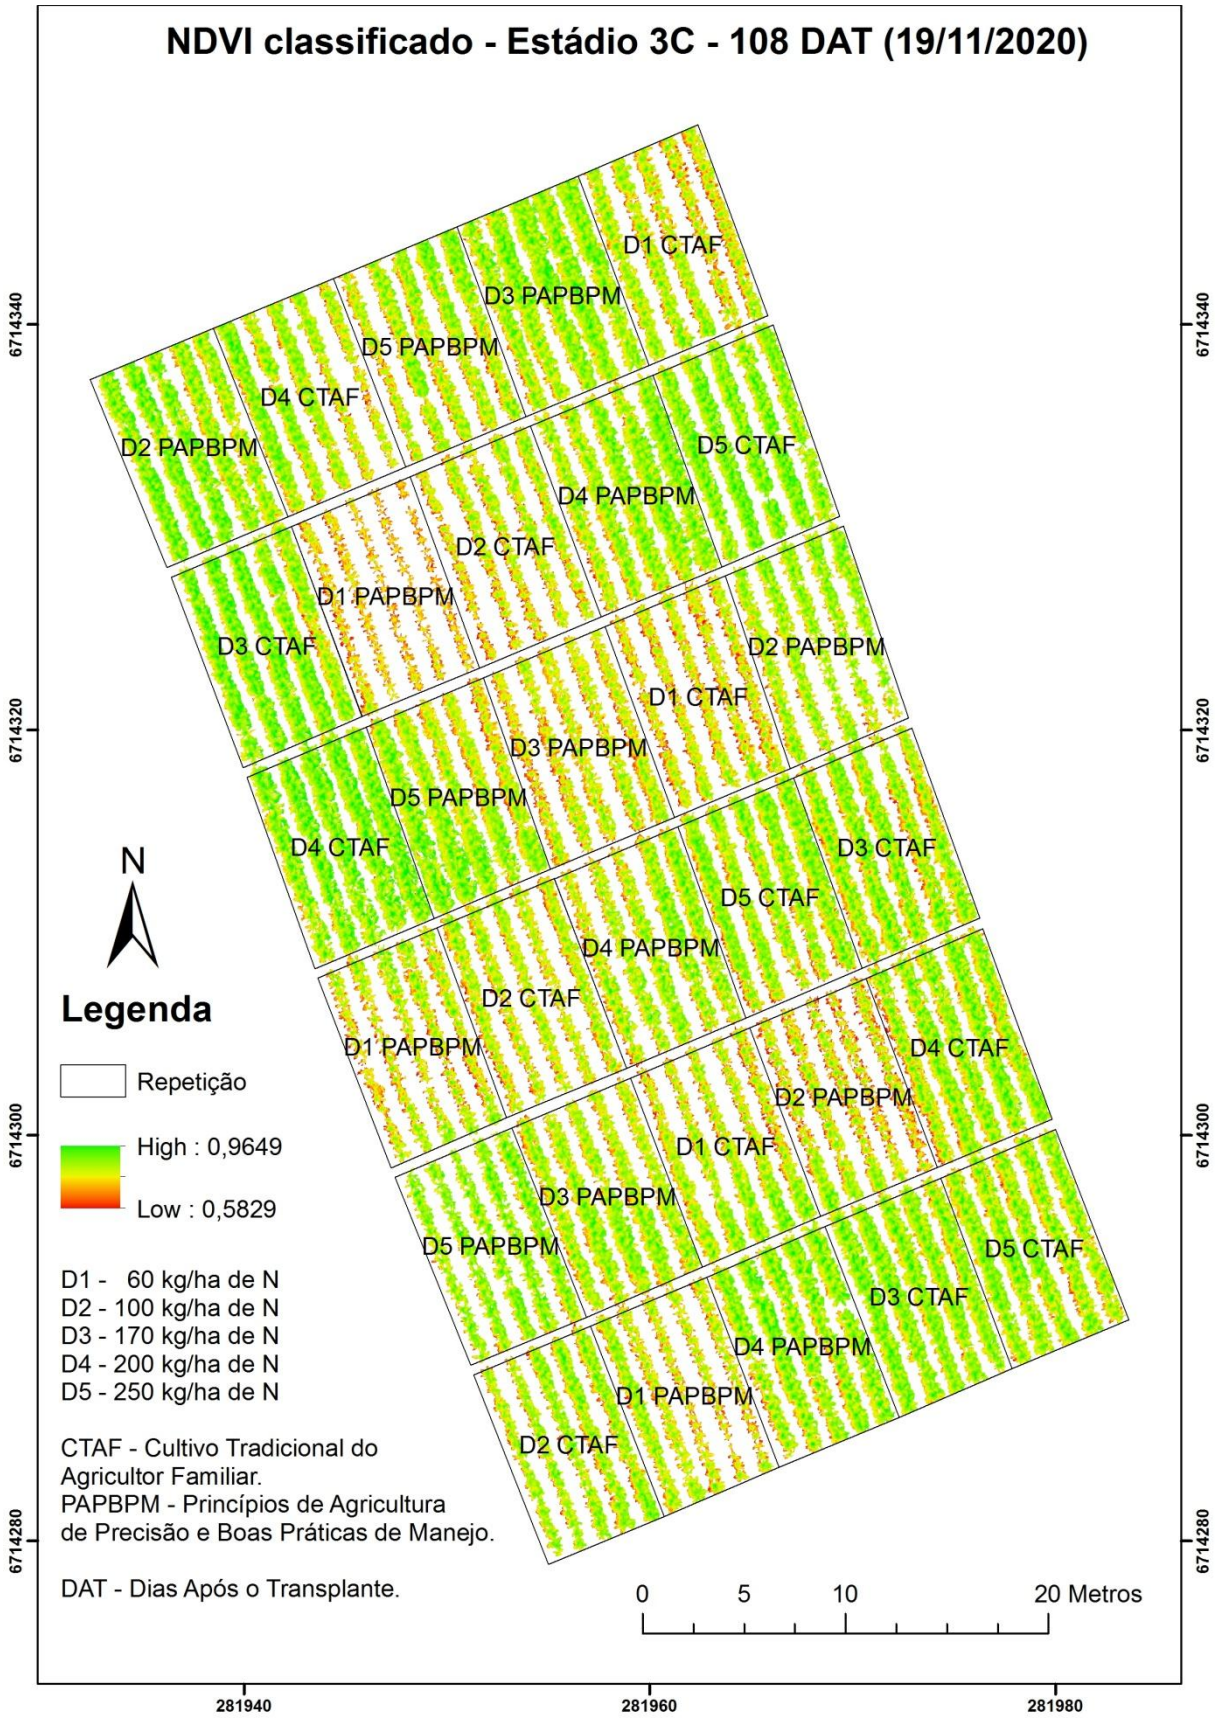 NDVI classificado - Estádio 3C - 108 DAT (19/11/2020)
D1 CTAF
D3 PAPBPM
D5 PAPBPM
D4 CTAF
D2 PAPBPM
D5 CTAF
D4 PAPBPM
D2 CTAF
D1 PAPBPM
D3 CTAF
D2 PAPBPM
D1 CTAF
D3 PAPBPM
D5 PAPBPM
D4 CTAF
D3 CTAF
D5 CTAF
D4 PAPBPM
D2 CTAF
D1 PAPBPM
D4 CTAF
D2 PAPBPM
D1 CTAF
D3 PAPBPM
D5 PAPBPM
D5 CTAF
D3 CTAF
D4 PAPBPM
D1 PAPBPM
D2 CTAF
6714340
6714320
6714300
6714280
6714340
6714320
6714300
6714280
N
Legenda
Repetição
High : 0,9649
Low : 0,5829
D1 - 60 kg/ha de N
D2 - 100 kg/ha de N
D3 - 170 kg/ha de N
D4 - 200 kg/ha de N
D5 - 250 kg/ha de N
CTAF - Cultivo Tradicional do
Agricultor Familiar.
PAPBPM - Princípios de Agricultura
de Precisão e Boas Práticas de Manejo.
DAT - Dias Após o Transplante.
0 5 10 20 Metros
281940 281960 281980